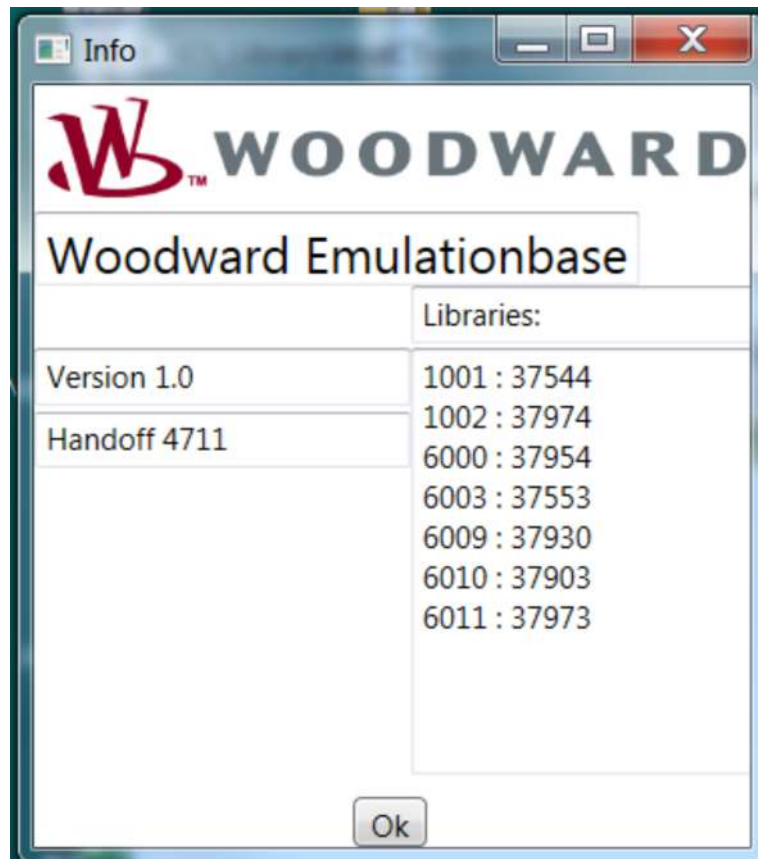 Info
WOODWARD
Woodward Emulationbase
Libraries:
Version 1.0
Handoff 4711
1001 : 37544
1002 : 37974
6000 : 37954
6003 : 37553
6009 : 37930
6010 : 37903
6011 : 37973
Ok